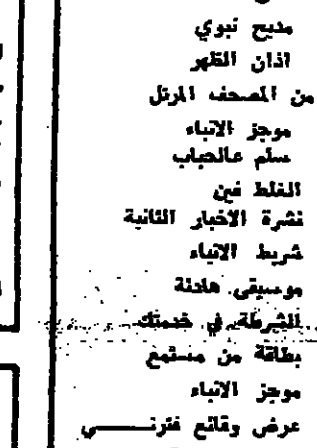 مديح نبوي
اذان الظهر
من المصحف المرتل
موجز الانباء
سلم عالحباب
الغلط فين
نشرة الاخبار الثانية
شريط الانباء
موسيقى هادئة
الشرطة في خدمتك
بطاقة من مستمع
موجز الانباء
عرض وقائع فترتي